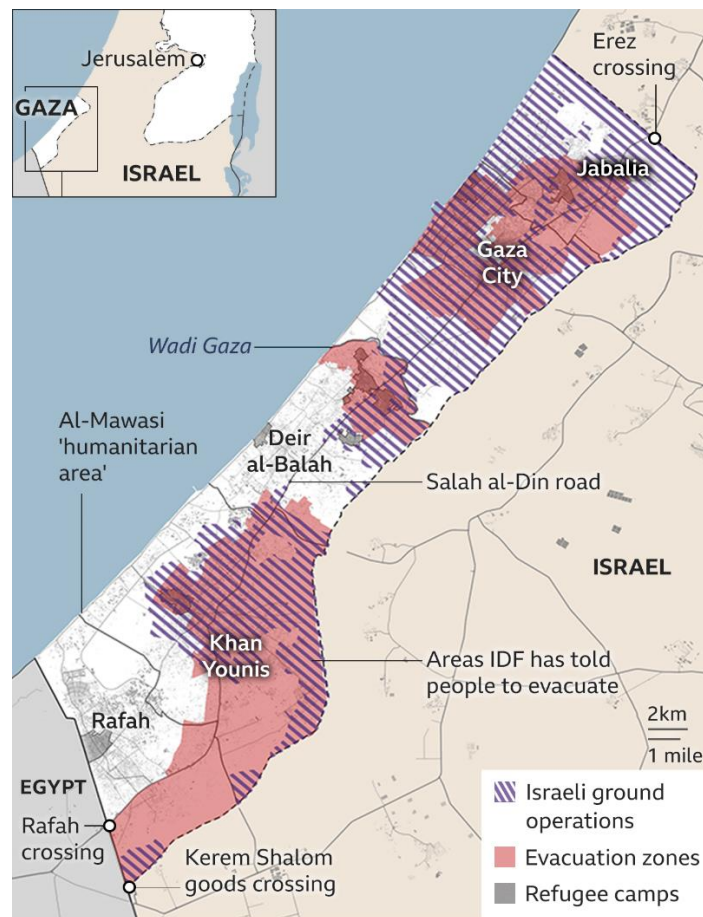 Jerusalem
GAZA
ISRAEL
Erez
crossing
Jabalia
Gaza
City
Wadi Gaza
Al-Mawasi
'humanitarian
area'
Deir
al-Balah
Salah al-Din road
ISRAEL
Khan
Younis
Areas IDF has told
people to evacuate
Rafah
2km
1 mile
EGYPT
Rafah
crossing
Kerem Shalom
goods crossing
Israeli ground
operations
Evacuation zones
Refugee camps